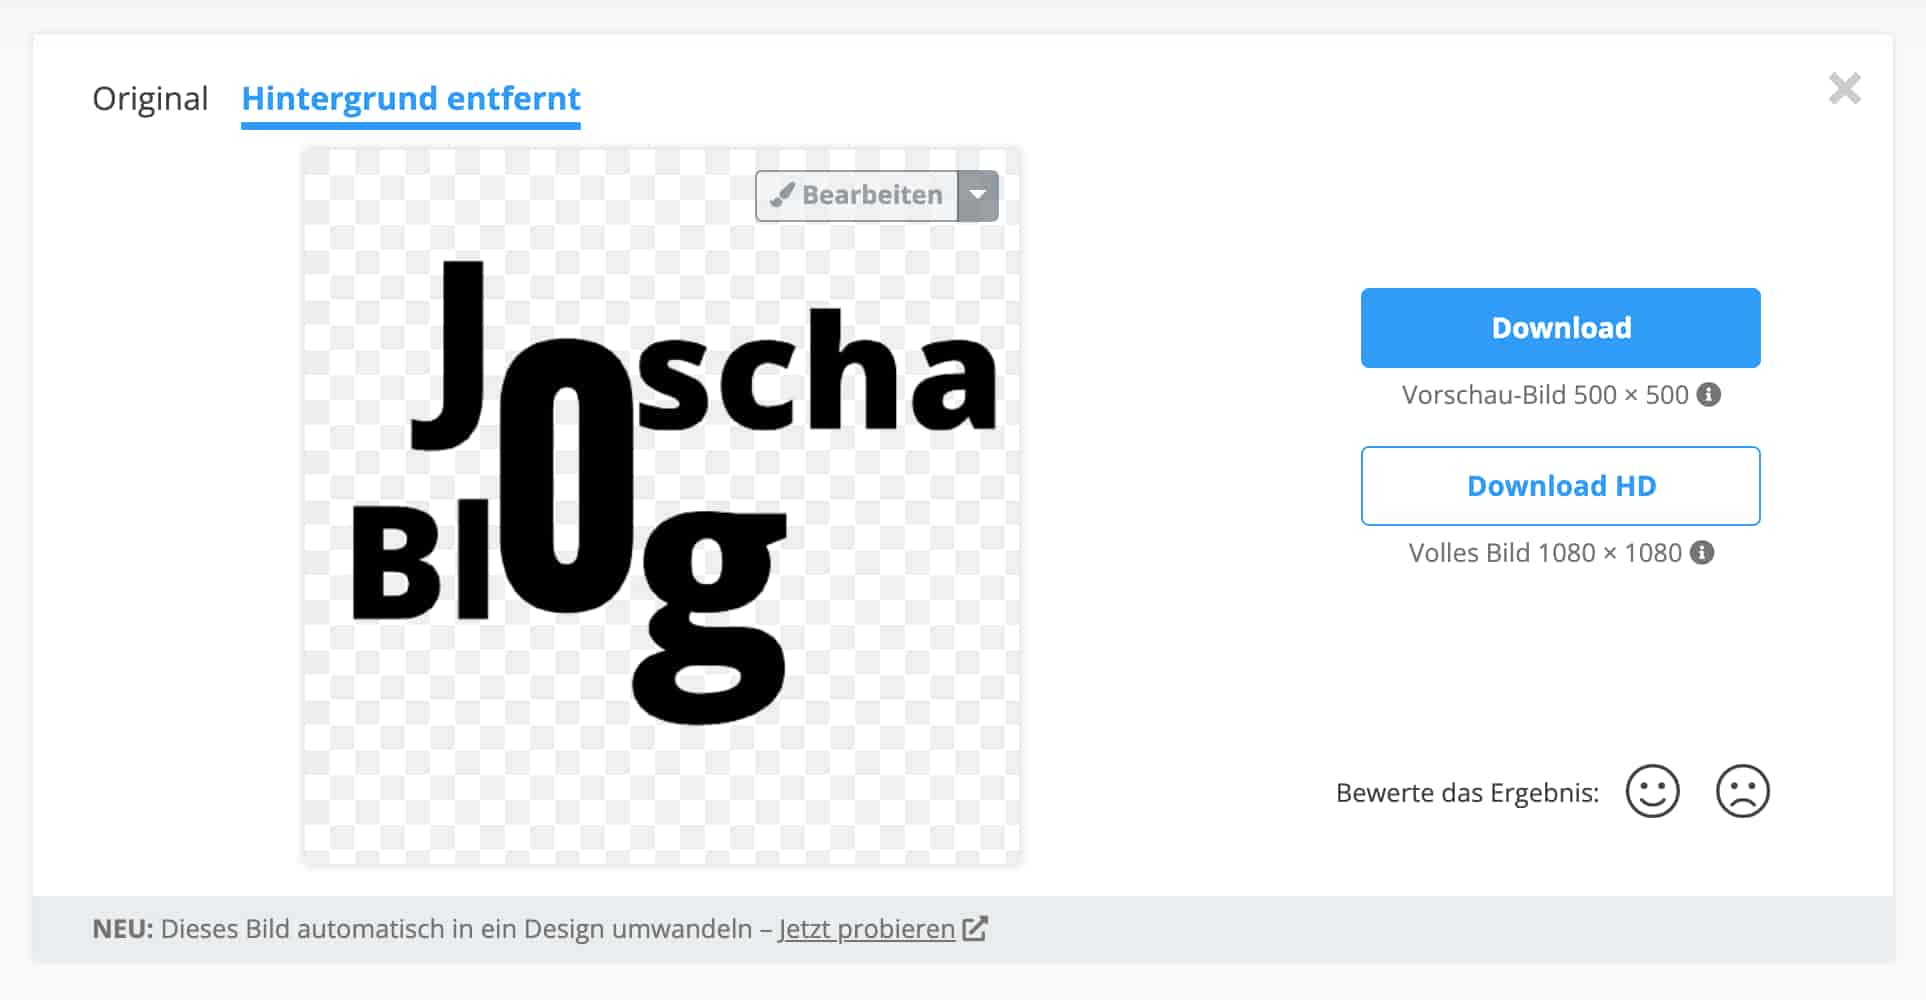 Original Hintergrund entfernt
Bearbeiten
Joscha
Blog
Download
Vorschau-Bild 500 × 500
Download HD
Volles Bild 1080 × 1080
Bewerte das Ergebnis:
NEU: Dieses Bild automatisch in ein Design umwandeln – Jetzt probieren